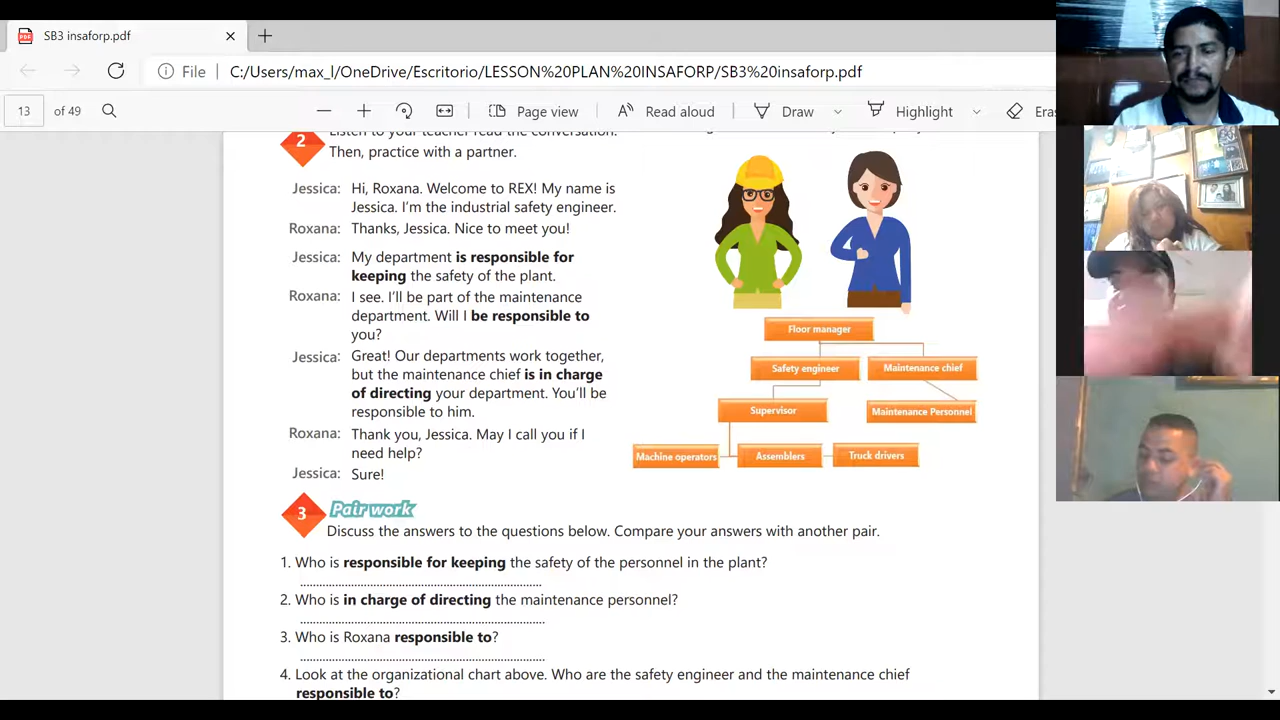 SB3 insaforp.pdf
File
C:/Users/max_l/OneDrive/Escritorio/LESSON%20PLAN%20INSAFORP/SB3%20insaforp.pdf
13
of 49
Page view
Read aloud
Draw
Highlight
2
Then, practice with a partner.
Jessica: Hi, Roxana. Welcome to REX! My name is
Jessica. I'm the industrial safety engineer.
Roxana: Thanks, Jessica. Nice to meet you!
Jessica: My department is responsible for
keeping the safety of the plant.
Roxana: I see. I'll be part of the maintenance
department. Will I be responsible to
you?
Jessica: Great! Our departments work together,
but the maintenance chief is in charge
of directing your department. You'll be
responsible to him.
Roxana: Thank you, Jessica. May I call you if I
need help?
Jessica: Sure!
Floor manager
Safety engineer
Maintenance chief
Supervisor
Maintenance Personnel
Machine operators
Assemblers
Truck drivers
3
Pair work
Discuss the answers to the questions below. Compare your answers with another pair.
1. Who is responsible for keeping the safety of the personnel in the plant?
2. Who is in charge of directing the maintenance personnel?
3. Who is Roxana responsible to?
4. Look at the organizational chart above. Who are the safety engineer and the maintenance chief
responsible to?